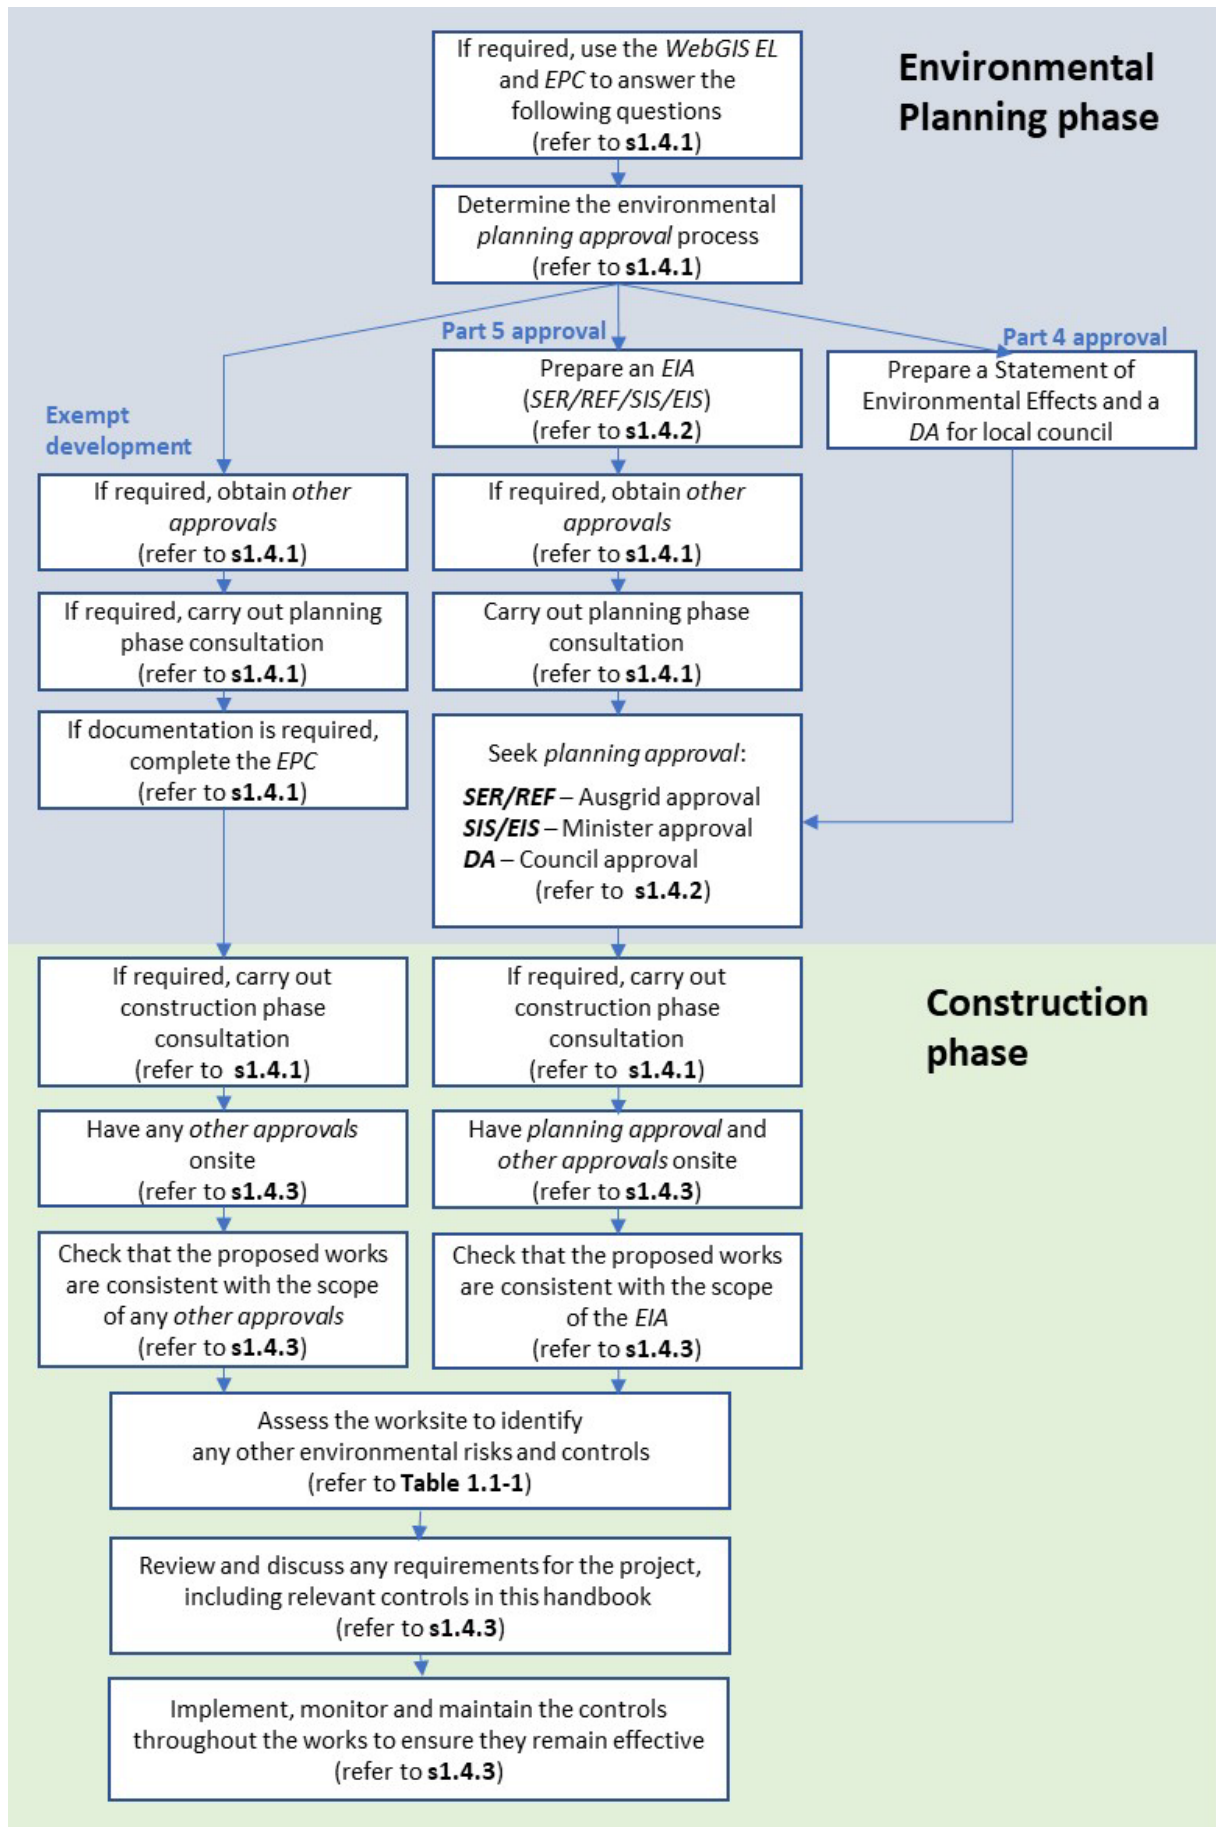 If required, use the WebGIS EL
and EPC to answer the
following questions
(refer to s1.4.1)
Environmental
Planning phase
Determine the environmental
planning approval process
(refer to s1.4.1)
Part 5 approval
Part 4 approval
Prepare an EIA
(SER/REF/SIS/EIS)
(refer to s1.4.2)
Prepare a Statement of
Environmental Effects and a
DA for local council
Exempt
development
If required, obtain other
approvals
(refer to s1.4.1)
If required, obtain other
approvals
(refer to s1.4.1)
If required, carry out planning
phase consultation
(refer to s1.4.1)
Carry out planning phase
consultation
(refer to s1.4.1)
If documentation is required,
complete the EPC
(refer to s1.4.1)
Seek planning approval:
SER/REF – Ausgrid approval
SIS/EIS – Minister approval
DA – Council approval
(refer to s1.4.2)
If required, carry out
construction phase
consultation
(refer to s1.4.1)
If required, carry out
construction phase
consultation
(refer to s1.4.1)
Construction
phase
Have any other approvals
onsite
(refer to s1.4.3)
Have planning approval and
other approvals onsite
(refer to s1.4.3)
Check that the proposed works
are consistent with the scope
of any other approvals
(refer to s1.4.3)
Check that the proposed works
are consistent with the scope
of the EIA
(refer to s1.4.3)
Assess the worksite to identify
any other environmental risks and controls
(refer to Table 1.1-1)
Review and discuss any requirements for the project,
including relevant controls in this handbook
(refer to s1.4.3)
Implement, monitor and maintain the controls
throughout the works to ensure they remain effective
(refer to s1.4.3)